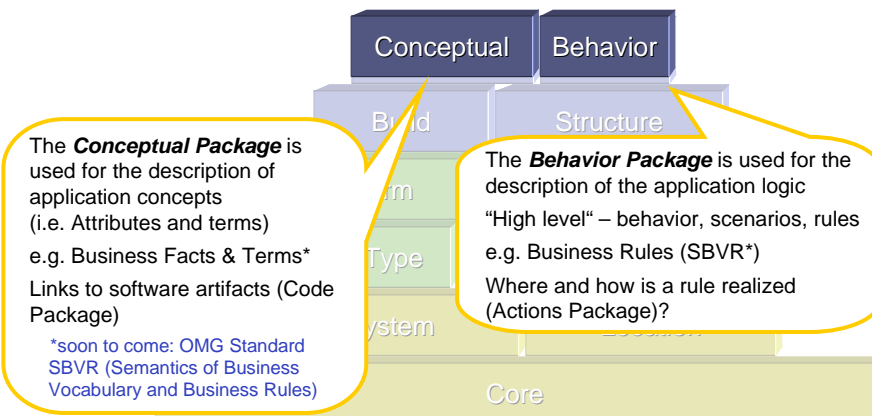 Conceptual
Behavior
Build
Structure
The Conceptual Package is
used for the description of
application concepts
(i.e. Attributes and terms)
e.g. Business Facts & Terms*
Links to software artifacts (Code
Package)
*soon to come: OMG Standard
SBVR (Semantics of Business
Vocabulary and Business Rules)
The Behavior Package is used for the
description of the application logic
“High level“ – behavior, scenarios, rules
e.g. Business Rules (SBVR*)
Where and how is a rule realized
(Actions Package)?
rm
Type
ystem
Location
Core